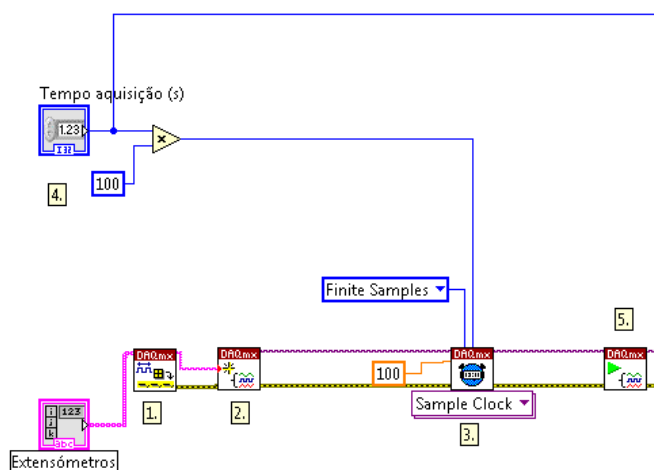 Tempo aquisição (s)
1.23
I32
100
4.
Finite Samples
5.
DAQmx
DAQmx
DAQmx
DAQmx
100
Sample Clock
1.
2.
3.
i
j
k
123
abc
Extensómetros